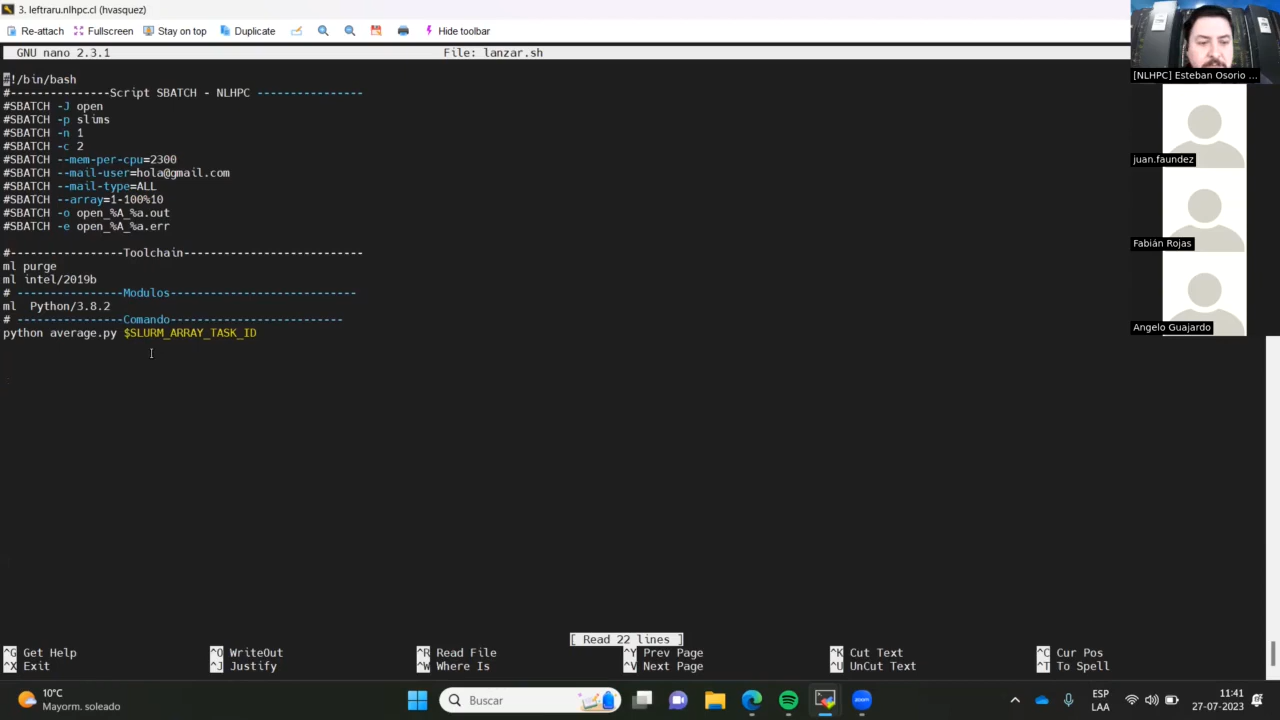 3. leftraru.nlhpc.cl (hvasquez)
Re-attach Fullscreen Stay on top Duplicate Hide toolbar
GNU nano 2.3.1 File: lanzar.sh
#!/bin/bash
#---------------Script SBATCH - NLHPC ----------------
#SBATCH -J open
#SBATCH -p slims
#SBATCH -n 1
#SBATCH -c 2
#SBATCH --mem-per-cpu=2300
#SBATCH --mail-user=hola@gmail.com
#SBATCH --mail-type=ALL
#SBATCH --array=1-100%10
#SBATCH -o open_%A_%a.out
#SBATCH -e open_%A_%a.err
#-----------------Toolchain---------------------------
ml purge
ml intel/2019b
# ----------------Modulos----------------------------
ml  Python/3.8.2
# ----------------Comando--------------------------
python average.py $SLURM_ARRAY_TASK_ID
[ Read 22 lines ]
^G Get Help ^O WriteOut ^R Read File ^Y Prev Page ^K Cut Text ^C Cur Pos
^X Exit ^J Justify ^W Where Is ^V Next Page ^U UnCut Text ^T To Spell
[NLHPC] Esteban Osorio ...
juan.faundez
Fabián Rojas
Angelo Guajardo
10°C
Mayorm. soleado
Buscar
zoom
ESP
LAA
11:41
27-07-2023